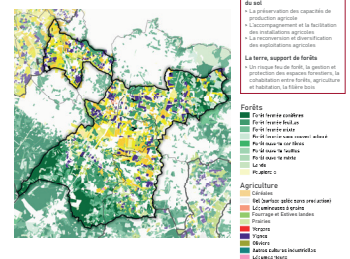 du sol
• La préservation des capacités de
production agricole
• L'accompagnement et la facilitation
des installations agricoles
• La reconversion et diversification
des exploitations agricoles
La terre, support de forêts
• Un risque feu de forêt, la gestion et
protection des espaces forestiers, la
cohabitation entre forêts, agriculture
et habitation, la filière bois
Forêts
Forêt fermée conifères
Forêt fermée feuillus
Forêt fermée mixte
Forêt fermée sans couvert arboré
Forêt ouverte conifères
Forêt ouverte feuillus
Forêt ouverte mixte
Lande
Peupliers
Agriculture
Céréales
Gel (surface gelée sans production)
Légumineuses à grains
Fourrage et Estives landes
Prairies
Vergers
Vignes
Oliviers
Autres cultures industrielles
Légumes fleurs